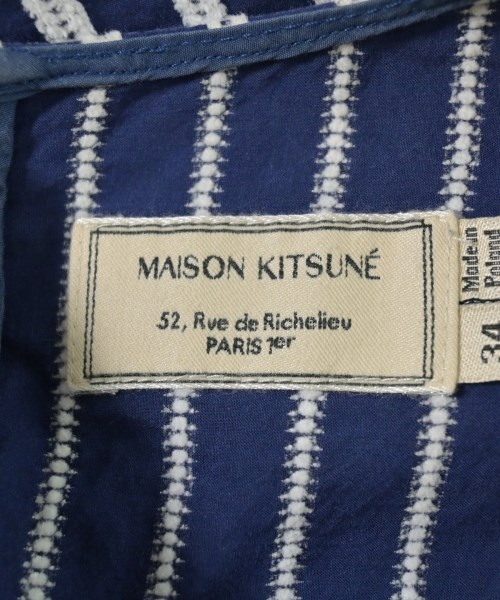 MAISON KITSUNÉ
52, Rue de Richelieu
PARIS 1er
Made in
Poland
34